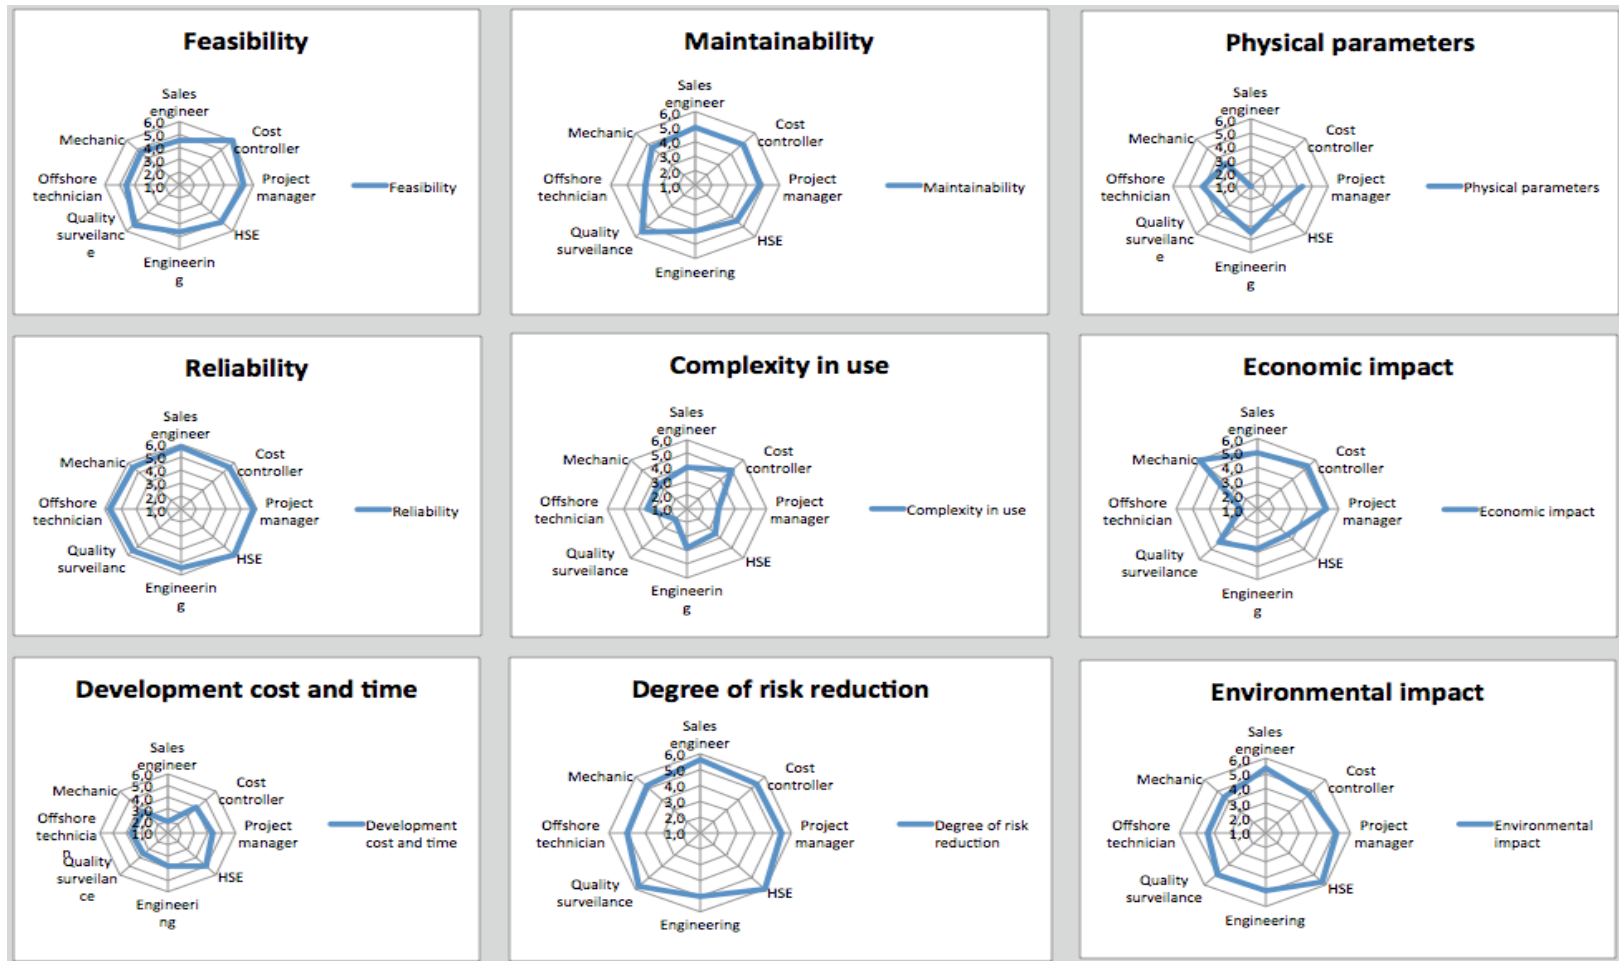 Feasibility
Sales
engineer
6,0
5,0
4,0
3,0
2,0
1,0
Cost
controller
Project
manager
HSE
Engineerin
g
Quality
surveilanc
e
Offshore
technician
Mechanic
Feasibility
Maintainability
Sales
engineer
6,0
5,0
4,0
3,0
2,0
1,0
Cost
controller
Project
manager
HSE
Engineering
Quality
surveilance
Offshore
technician
Mechanic
Maintainability
Physical parameters
Sales
engineer
6,0
5,0
4,0
3,0
2,0
1,0
Cost
controller
Project
manager
HSE
Engineerin
g
Quality
surveilanc
e
Offshore
technician
Mechanic
Physical parameters
Reliability
Sales
engineer
6,0
5,0
4,0
3,0
2,0
1,0
Cost
controller
Project
manager
HSE
Engineerin
g
Quality
surveilanc
Offshore
technician
Mechanic
Reliability
Complexity in use
Sales
engineer
6,0
5,0
4,0
3,0
2,0
1,0
Cost
controller
Project
manager
HSE
Engineerin
g
Quality
surveilance
Offshore
technician
Mechanic
Complexity in use
Economic impact
Sales
engineer
6,0
5,0
4,0
3,0
2,0
1,0
Cost
controller
Project
manager
HSE
Engineerin
g
Quality
surveilance
Offshore
technician
Mechanic
Economic impact
Development cost and time
Sales
engineer
6,0
5,0
4,0
3,0
2,0
1,0
Cost
controller
Project
manager
HSE
Engineeri
ng
Quality
surveilan
ce
Offshore
technicia
n
Mechanic
Development
cost and time
Degree of risk reduction
Sales
engineer
6,0
5,0
4,0
3,0
2,0
1,0
Cost
controller
Project
manager
HSE
Engineering
Quality
surveilance
Offshore
technician
Mechanic
Degree of risk
reduction
Environmental impact
Sales
engineer
6,0
5,0
4,0
3,0
2,0
1,0
Cost
controller
Project
manager
HSE
Engineering
Quality
surveilance
Offshore
technician
Mechanic
Environmental
impact